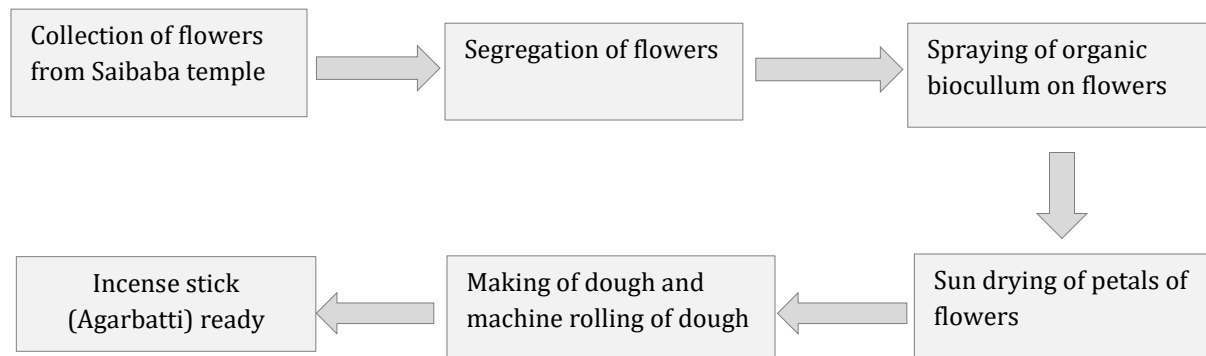 Collection of flowers
from Saibaba temple
Segregation of flowers
Spraying of organic
biocullum on flowers
Sun drying of petals of
flowers
Making of dough and
machine rolling of dough
Incense stick
(Agarbatti) ready